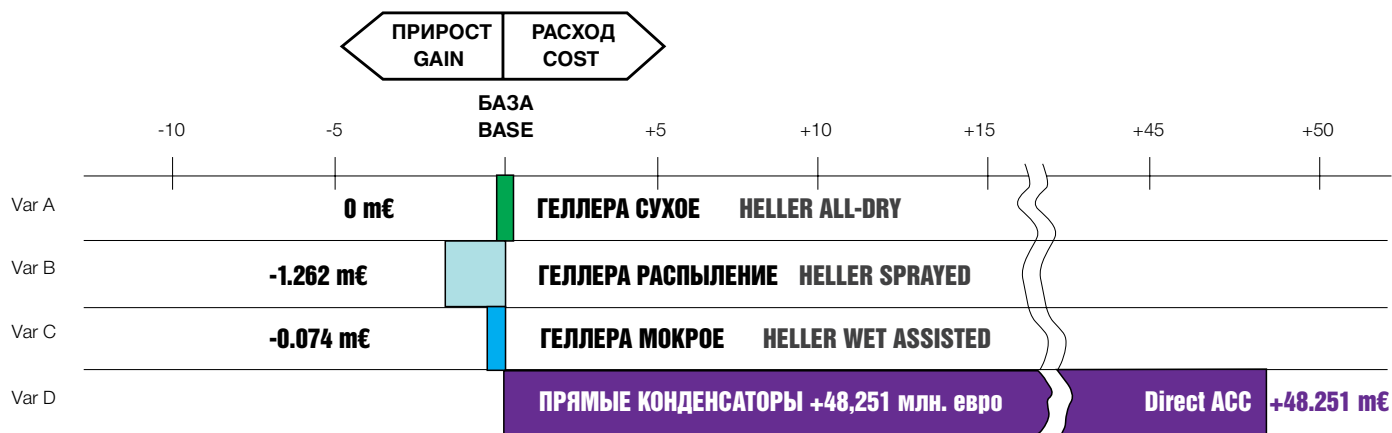 ПРИРОСТ РАСХОД
GAIN COST
БАЗА
BASE
-10 -5 +5 +10 +15 +45 +50
Var A 0 m€ ГЕЛЛЕРА СУХОЕ HELLER ALL-DRY
Var B -1.262 m€ ГЕЛЛЕРА РАСПЫЛЕНИЕ HELLER SPRAYED
Var C -0.074 m€ ГЕЛЛЕРА МОКРОЕ HELLER WET ASSISTED
Var D ПРЯМЫЕ КОНДЕНСАТОРЫ +48,251 млн. евро Direct ACC +48.251 m€